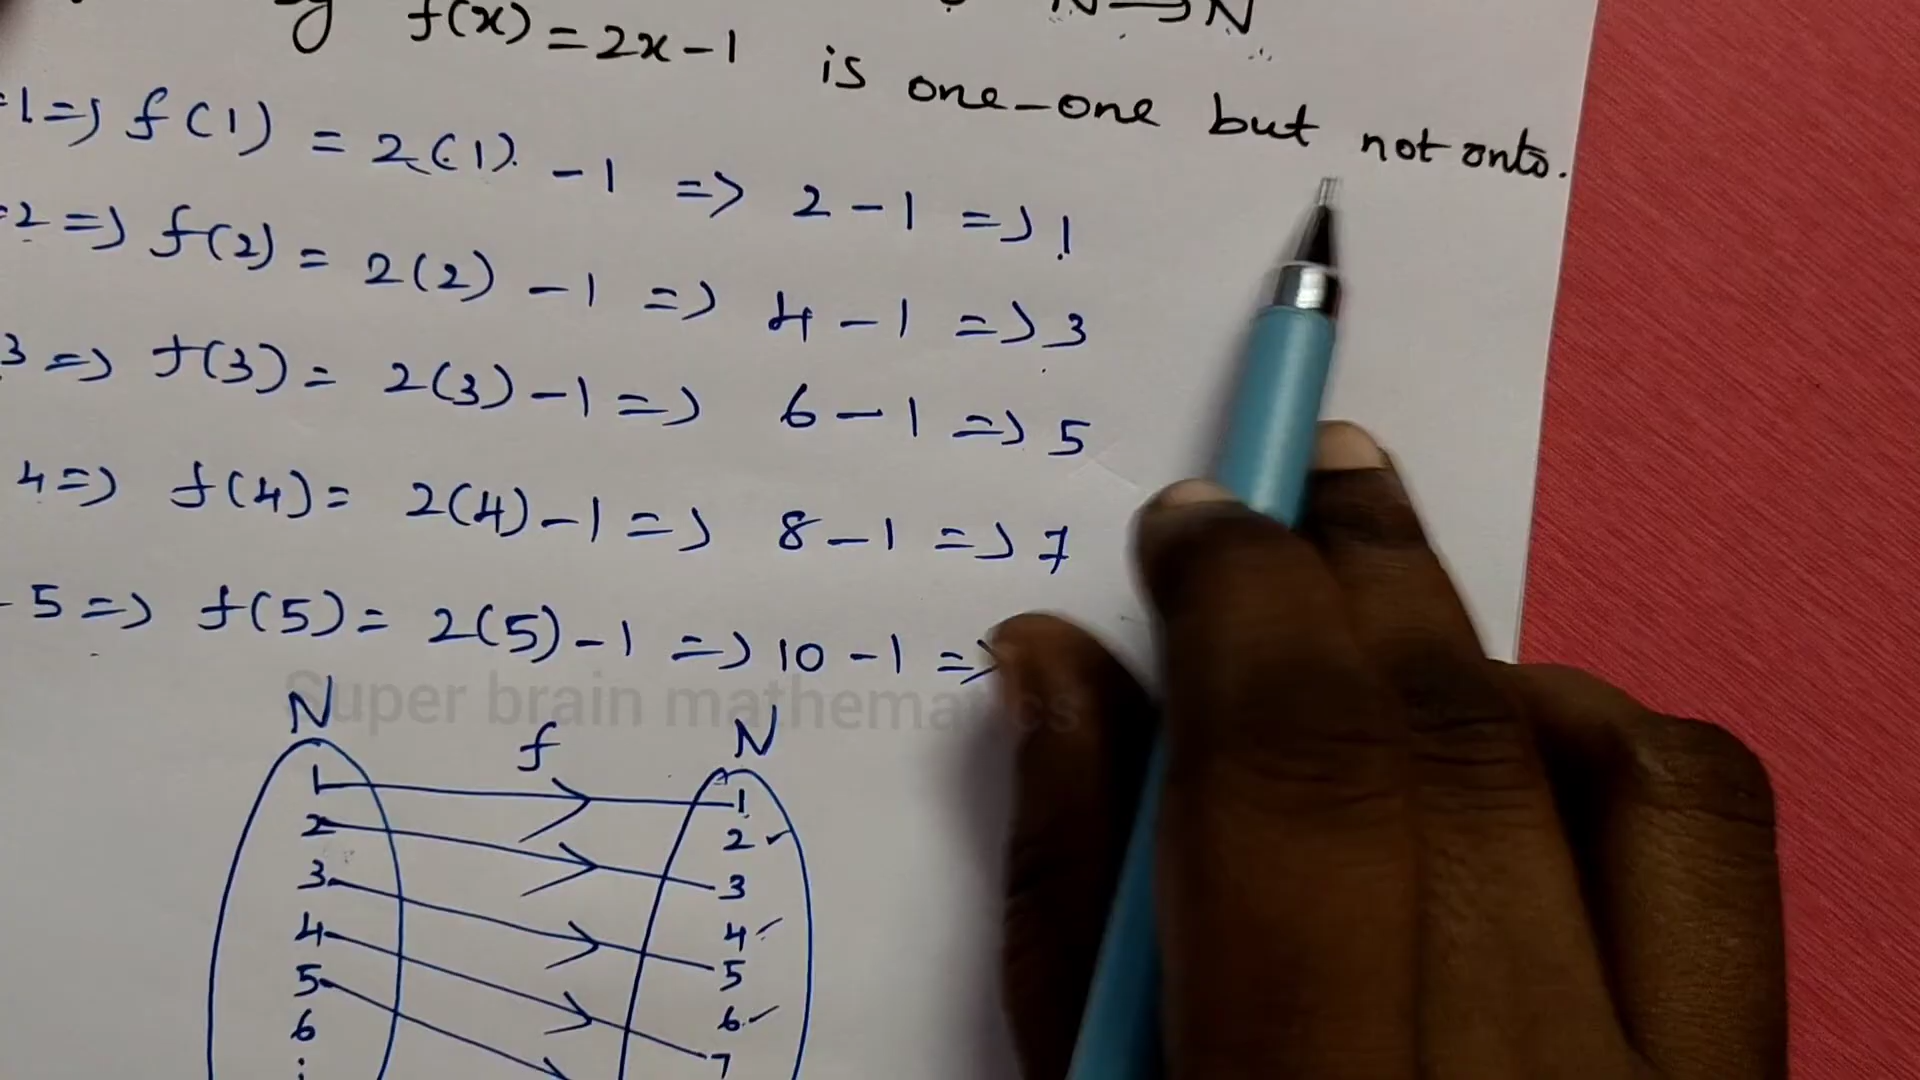 N → N
f(x) = 2x - 1 is one-one but not onto.
=1 => f(1) = 2(1) - 1 => 2 - 1 => 1
=2 => f(2) = 2(2) - 1 => 4 - 1 => 3
3 => f(3) = 2(3) - 1 => 6 - 1 => 5
4 => f(4) = 2(4) - 1 => 8 - 1 => 7
5 => f(5) = 2(5) - 1 => 10 - 1 =>
Super brain mathematics
N f N
1 1
2 2 ✓
3 3
4 4 ✓
5 5
6 6 ✓
7